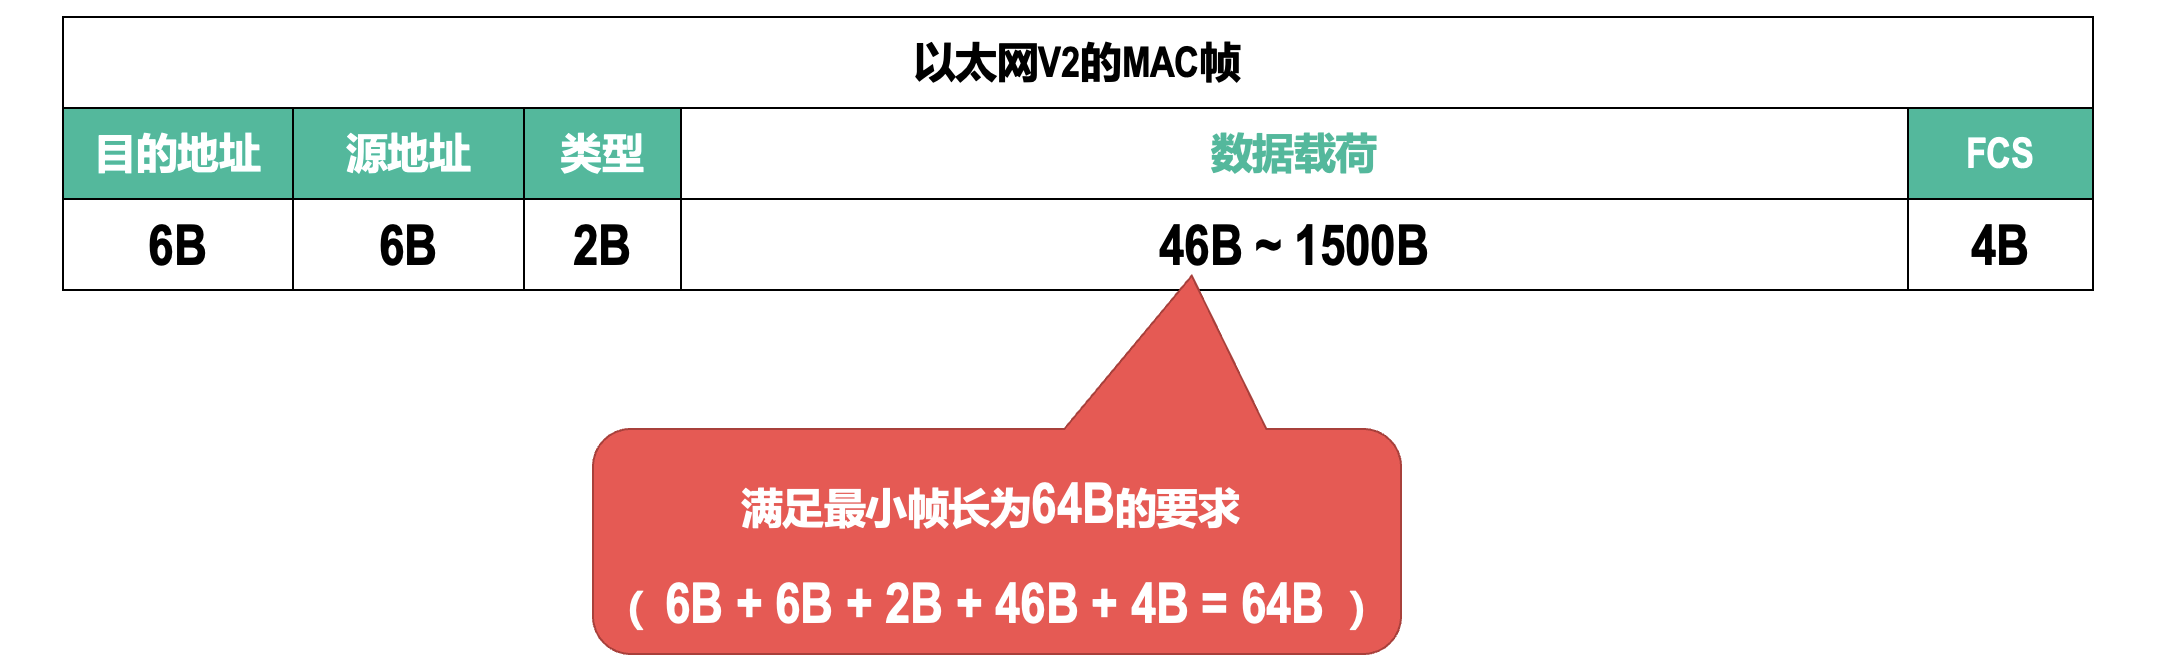 以太网V2的MAC帧
目的地址 源地址 类型 数据载荷 FCS
6B 6B 2B 46B ~ 1500B 4B
满足最小帧长为64B的要求
（ 6B + 6B + 2B + 46B + 4B = 64B ）